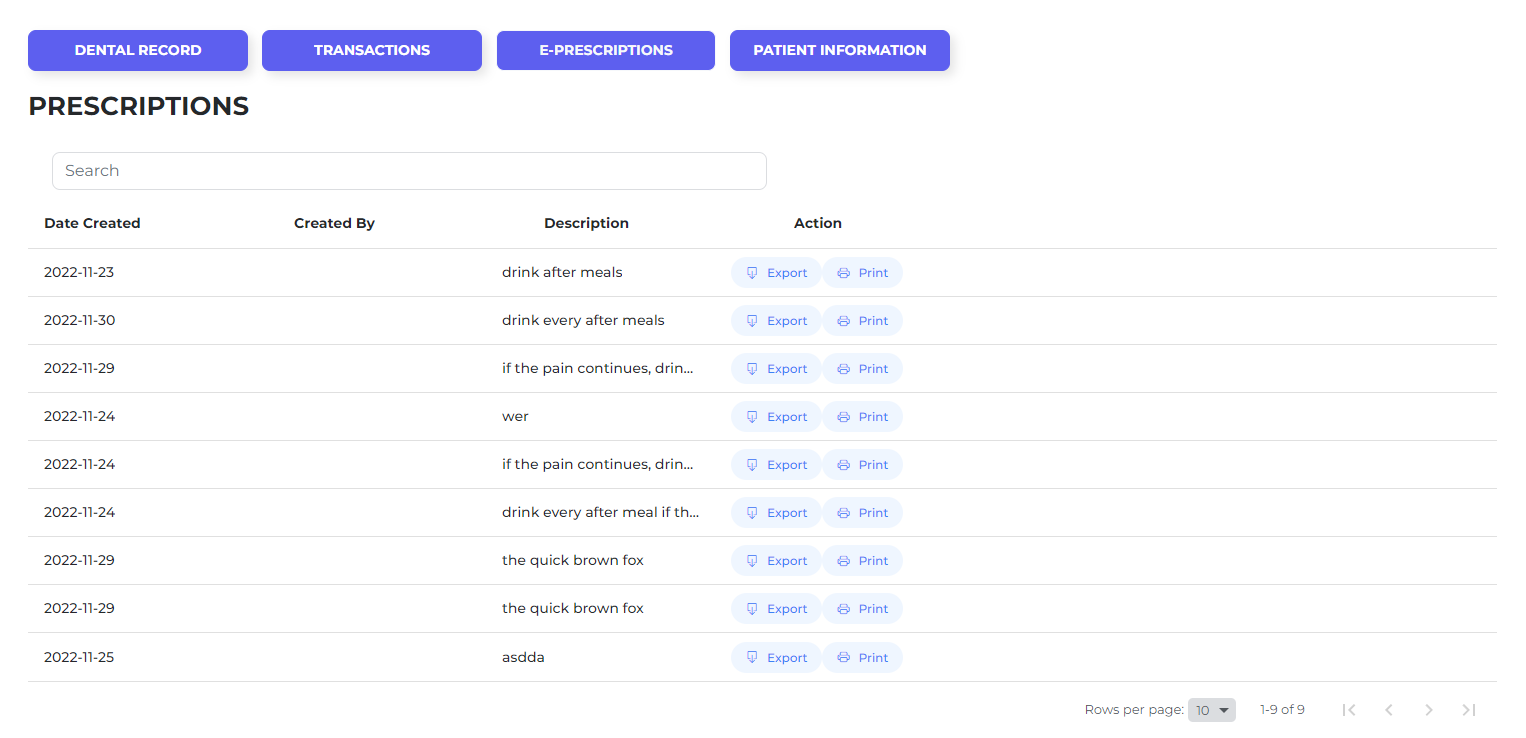 DENTAL RECORD TRANSACTIONS E-PRESCRIPTIONS PATIENT INFORMATION
PRESCRIPTIONS
Search
Date Created Created By Description Action
2022-11-23 drink after meals Export Print
2022-11-30 drink every after meals Export Print
2022-11-29 if the pain continues, drin... Export Print
2022-11-24 wer Export Print
2022-11-24 if the pain continues, drin... Export Print
2022-11-24 drink every after meal if th... Export Print
2022-11-29 the quick brown fox Export Print
2022-11-29 the quick brown fox Export Print
2022-11-25 asdda Export Print
Rows per page: 10 1-9 of 9